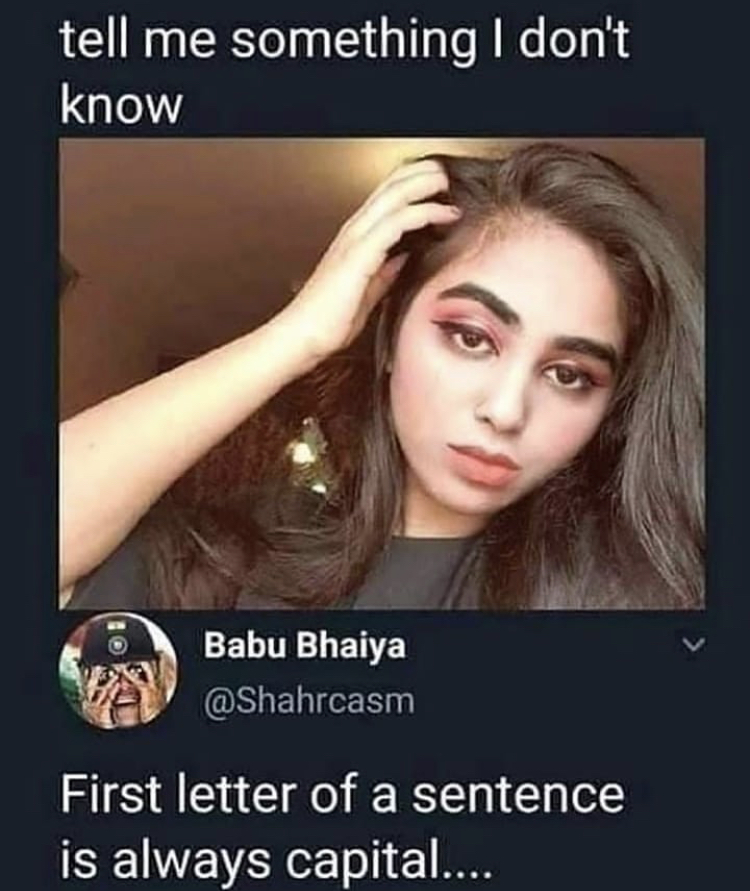 tell me something I don't
know
Babu Bhaiya
@Shahrcasm
First letter of a sentence
is always capital....